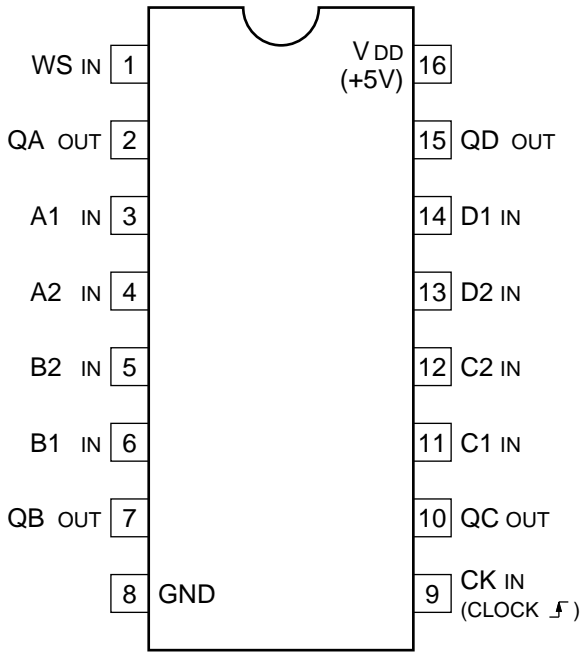 WS IN 1
V DD
(+5V)
16
QA OUT 2
15 QD OUT
A1 IN 3
14 D1 IN
A2 IN 4
13 D2 IN
B2 IN 5
12 C2 IN
B1 IN 6
11 C1 IN
QB OUT 7
10 QC OUT
8 GND
9 CK IN
(CLOCK )